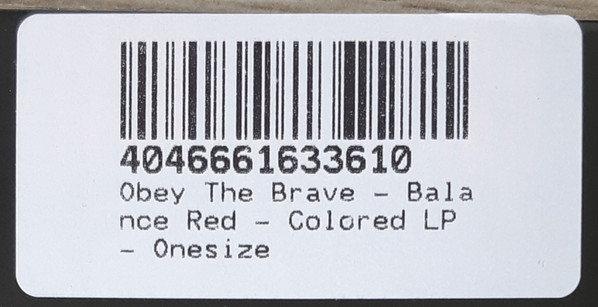 4046661633610
Obey The Brave – Bala
nce Red – Colored LP
– Onesize